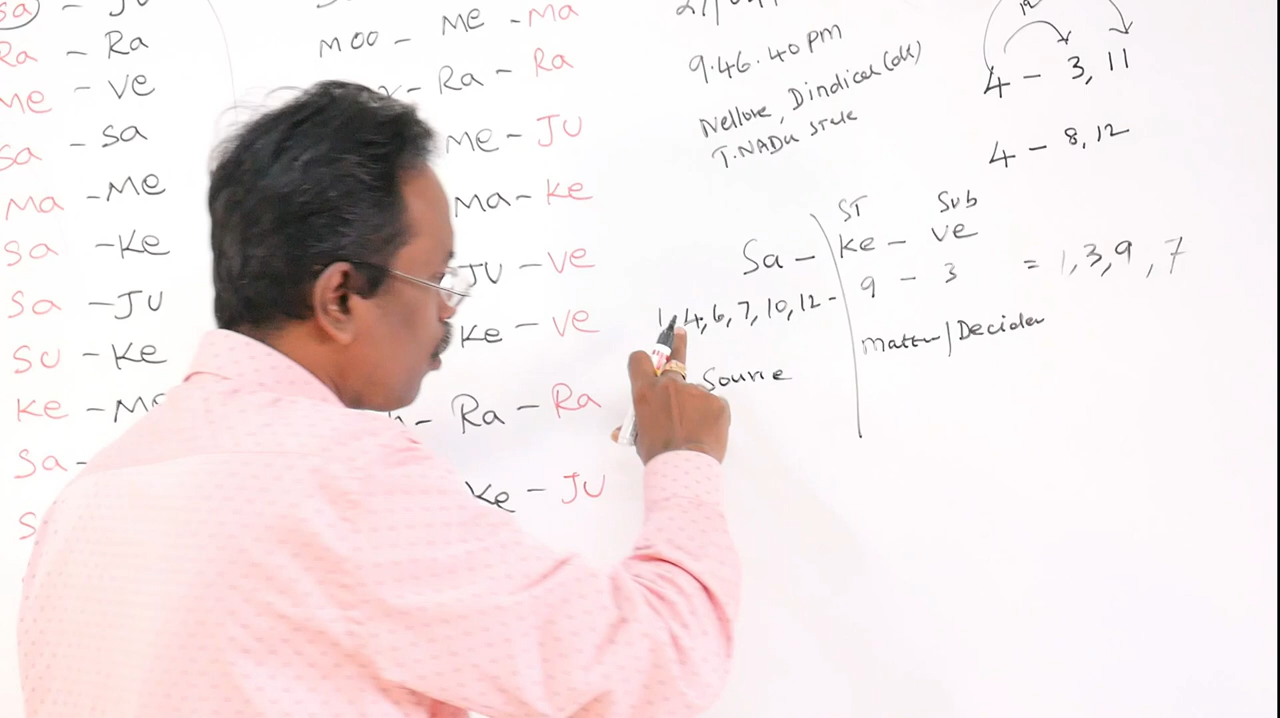 Sa - Ju
Ra - Ra
Me - Ve
Sa - Sa
Ma - Me
Sa - Ke
Sa - Ju
Su - Ke
Ke - Me
Sa -
S
Moo - Me - Ma
- Ra - Ra
Me - Ju
Ma - Ke
Ju - Ve
Ke - Ve
- Ra - Ra
Ke - Ju
9.46.40 pm
Nellore, Dindical (dk)
T.NADu state
4 - 3, 11
4 - 8, 12
ST Sub
Sa - Ke - Ve
1, 4, 6, 7, 10, 12 - 9 - 3 = 1, 3, 9, 7
Source
matter/Decider